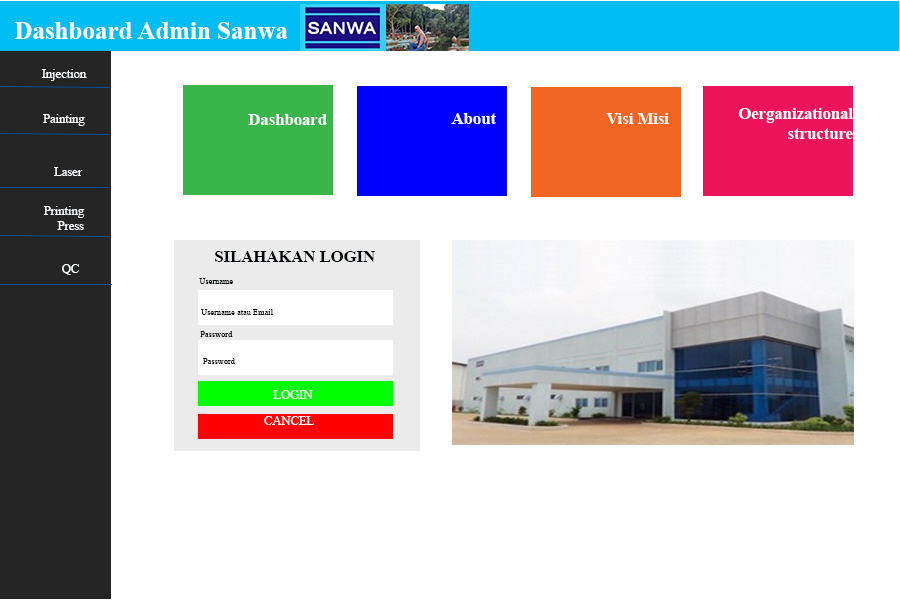 Dashboard Admin Sanwa
SANWA
Injection
Painting
Laser
Printing
Press
QC
Dashboard
About
Visi Misi
Oerganizational
structure
SILAHAKAN LOGIN
Username
Username atau Email
Password
Password
LOGIN
CANCEL